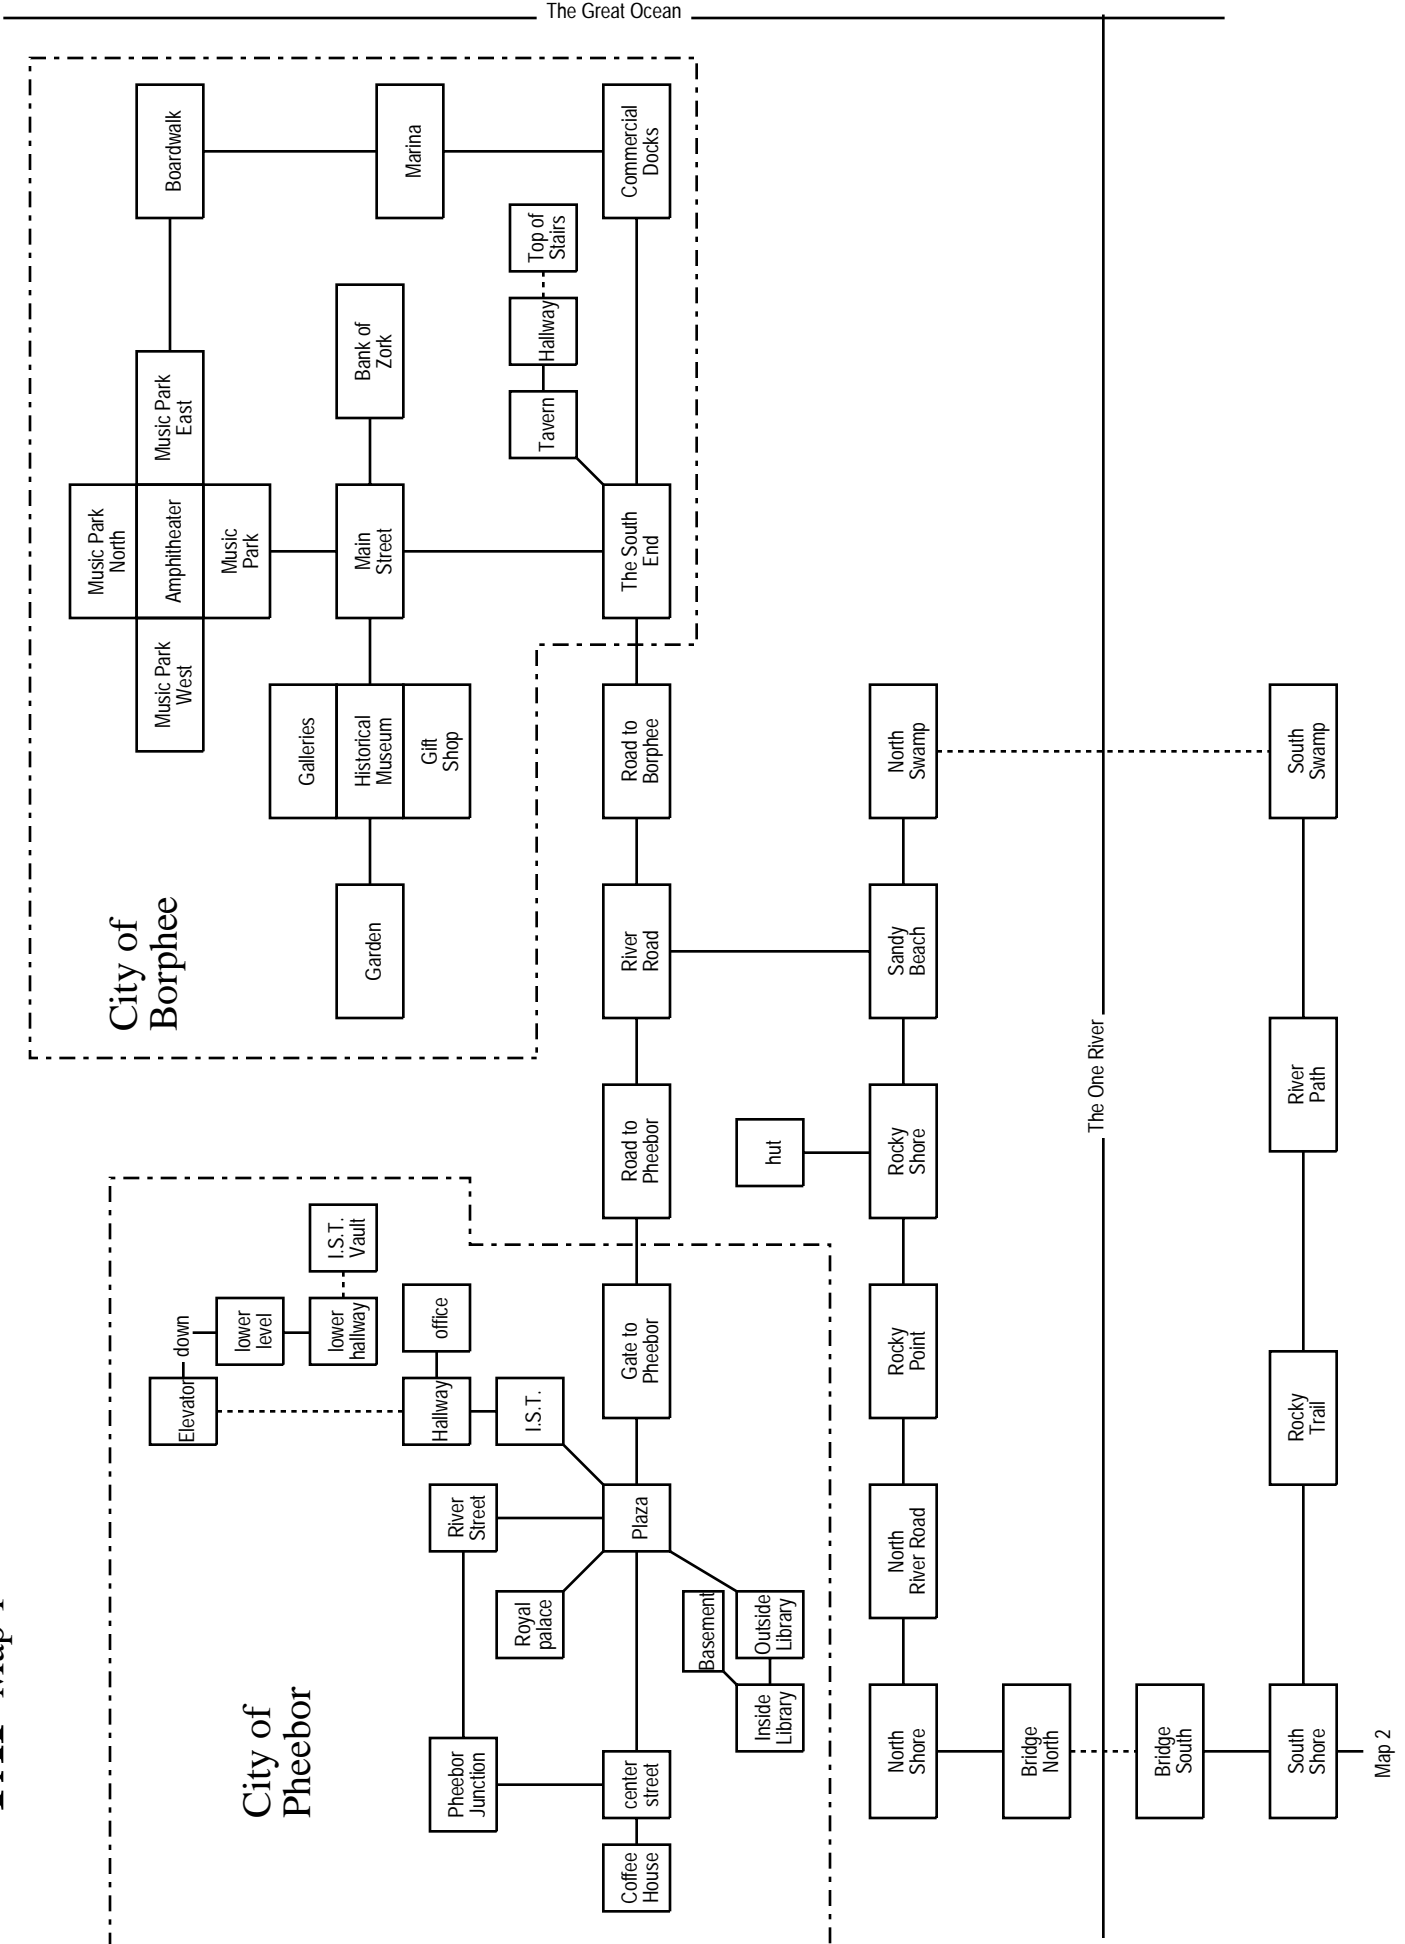 The Great Ocean
Boardwalk
Marina
Commercial
Docks
Top of
Stairs
Hallway
Tavern
Bank of
Zork
Music Park
East
Music Park
North
Amphitheater
Music
Park
Main
Street
The South
End
Music Park
West
Galleries
Historical
Museum
Gift
Shop
Road to
Borphee
North
Swamp
South
Swamp
City of
Borphee
Garden
River
Road
Sandy
Beach
The One River
River
Path
Road to
Pheebor
hut
Rocky
Shore
I.S.T.
Vault
down
lower
level
lower
hallway
office
Elevator
Hallway
I.S.T.
Gate to
Pheebor
Rocky
Point
Rocky
Trail
River
Street
Plaza
North
River Road
Royal
palace
Basement
Outside
Library
Inside
Library
City of
Pheebor
Pheebor
Junction
center
street
Coffee
House
North
Shore
Bridge
North
Bridge
South
South
Shore
Map 2